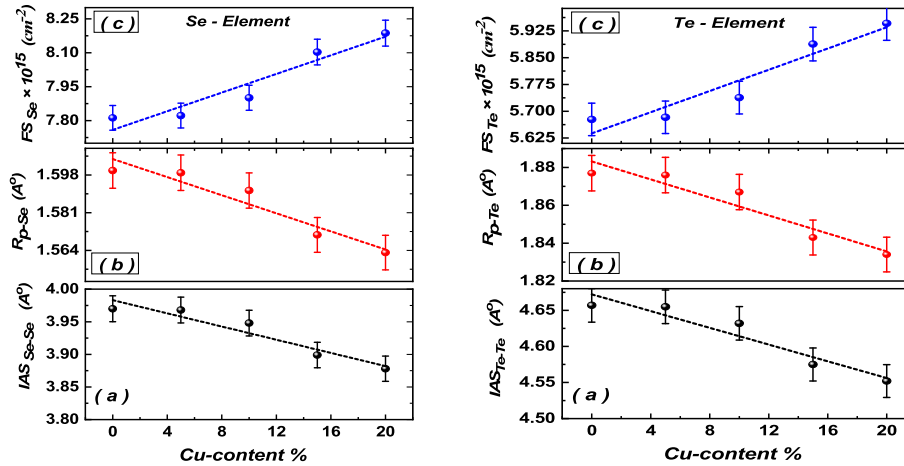 ( c ) Se - Element
FS Se × 10^15 (cm^-2)
8.25
8.10
7.95
7.80
R p-Se (A^o)
1.598
1.581
1.564
( b )
IAS Se-Se (A^o)
4.00
3.95
3.90
3.85
3.80
( a )
0 4 8 12 16 20
Cu-content %
( c ) Te - Element
FS Te × 10^15 (cm^-2)
5.925
5.850
5.775
5.700
5.625
R p-Te (A^o)
1.88
1.86
1.84
1.82
( b )
IAS Te-Te (A^o)
4.65
4.60
4.55
4.50
( a )
0 4 8 12 16 20
Cu-content %